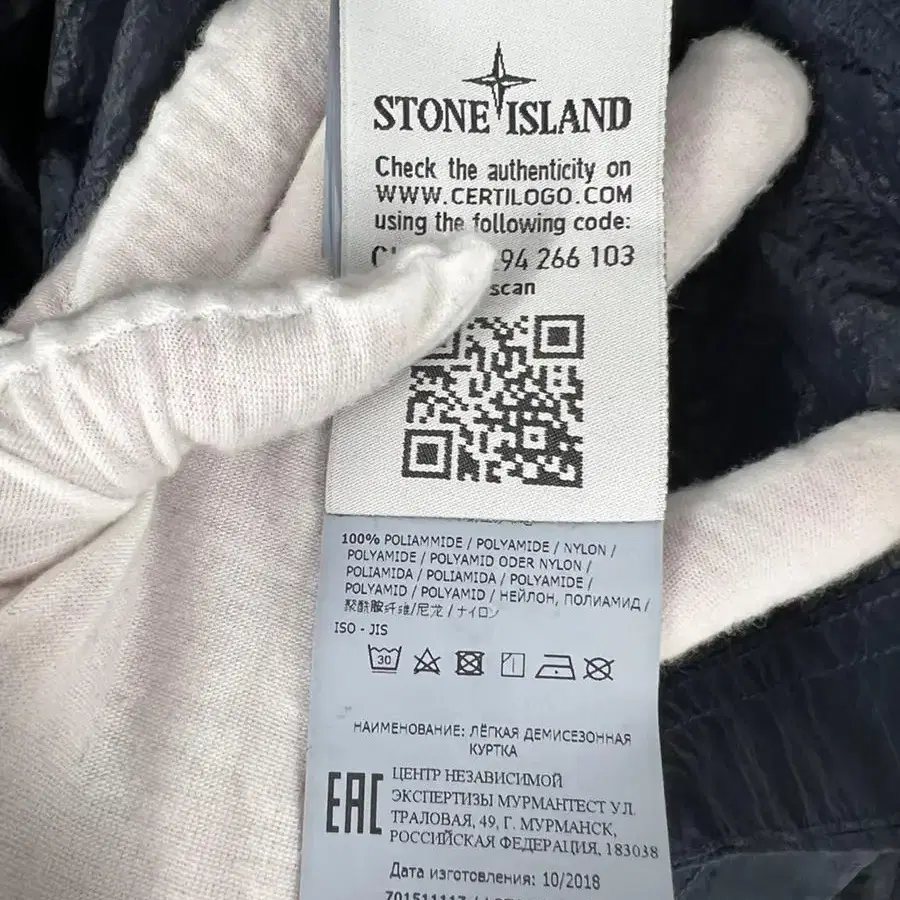 STONE ISLAND
Check the authenticity on
WWW.CERTILOGO.COM
using the following code:
94 266 103
scan
100% POLIAMMIDE / POLYAMIDE / NYLON /
POLYAMIDE / POLYAMID ODER NYLON /
POLIAMIDA / POLIAMIDA / POLYAMIDE /
POLYAMID / POLYAMID / НЕЙЛОН, ПОЛИАМИД /
聚酰胺纤维/尼龙 / ナイロン
ISO - JIS
30
НАИМЕНОВАНИЕ: ЛЁГКАЯ ДЕМИСЕЗОННАЯ
КУРТКА
EAC
ЦЕНТР НЕЗАВИСИМОЙ
ЭКСПЕРТИЗЫ МУРМАНТЕСТ УЛ.
ТРАЛОВАЯ, 49, Г. МУРМАНСК,
РОССИЙСКАЯ ФЕДЕРАЦИЯ, 183038
Дата изготовления: 10/2018